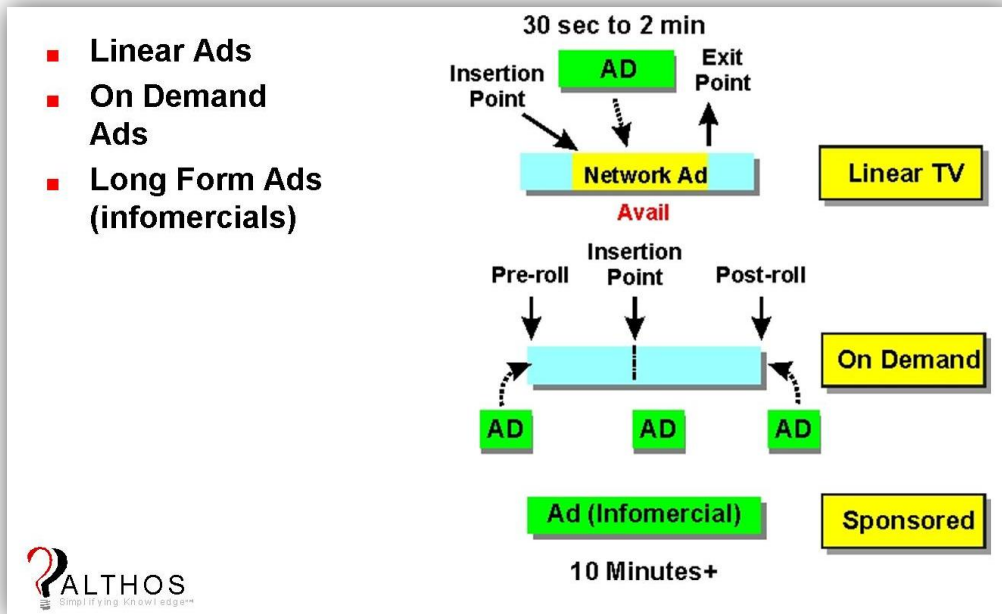 Linear Ads
On Demand
Ads
Long Form Ads
(infomercials)
30 sec to 2 min
AD
Insertion
Point
Exit
Point
Network Ad
Linear TV
Avail
Insertion
Point
Pre-roll
Post-roll
On Demand
AD
AD
AD
Ad (Infomercial)
Sponsored
10 Minutes+
ALTHOS
Simplifying Knowledge℠